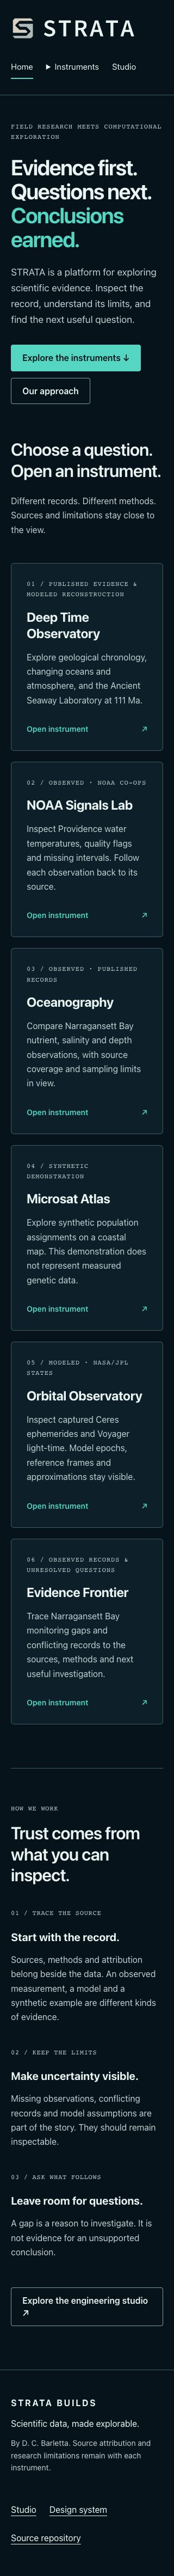 STRATA
Home ▶ Instruments Studio
FIELD RESEARCH MEETS COMPUTATIONAL
EXPLORATION
Evidence first.
Questions next.
Conclusions
earned.
STRATA is a platform for exploring
scientific evidence. Inspect the
record, understand its limits, and
find the next useful question.
Explore the instruments ↓
Our approach
Choose a question.
Open an instrument.
Different records. Different methods.
Sources and limitations stay close to
the view.
01 / PUBLISHED EVIDENCE &
MODELED RECONSTRUCTION
Deep Time
Observatory
Explore geological chronology,
changing oceans and
atmosphere, and the Ancient
Seaway Laboratory at 111 Ma.
Open instrument ↗
02 / OBSERVED · NOAA CO-OPS
NOAA Signals Lab
Inspect Providence water
temperatures, quality flags
and missing intervals. Follow
each observation back to its
source.
Open instrument ↗
03 / OBSERVED · PUBLISHED
RECORDS
Oceanography
Compare Narragansett Bay
nutrient, salinity and depth
observations, with source
coverage and sampling limits
in view.
Open instrument ↗
04 / SYNTHETIC
DEMONSTRATION
Microsat Atlas
Explore synthetic population
assignments on a coastal
map. This demonstration does
not represent measured
genetic data.
Open instrument ↗
05 / MODELED · NASA/JPL
STATES
Orbital Observatory
Inspect captured Ceres
ephemerides and Voyager
light-time. Model epochs,
reference frames and
approximations stay visible.
Open instrument ↗
06 / OBSERVED RECORDS &
UNRESOLVED QUESTIONS
Evidence Frontier
Trace Narragansett Bay
monitoring gaps and
conflicting records to the
sources, methods and next
useful investigation.
Open instrument ↗
HOW WE WORK
Trust comes from
what you can
inspect.
01 / TRACE THE SOURCE
Start with the record.
Sources, methods and attribution
belong beside the data. An observed
measurement, a model and a
synthetic example are different kinds
of evidence.
02 / KEEP THE LIMITS
Make uncertainty visible.
Missing observations, conflicting
records and model assumptions are
part of the story. They should remain
inspectable.
03 / ASK WHAT FOLLOWS
Leave room for questions.
A gap is a reason to investigate. It is
not evidence for an unsupported
conclusion.
Explore the engineering studio
↗
STRATA BUILDS
Scientific data, made explorable.
By D. C. Barletta. Source attribution and
research limitations remain with each
instrument.
Studio Design system
Source repository